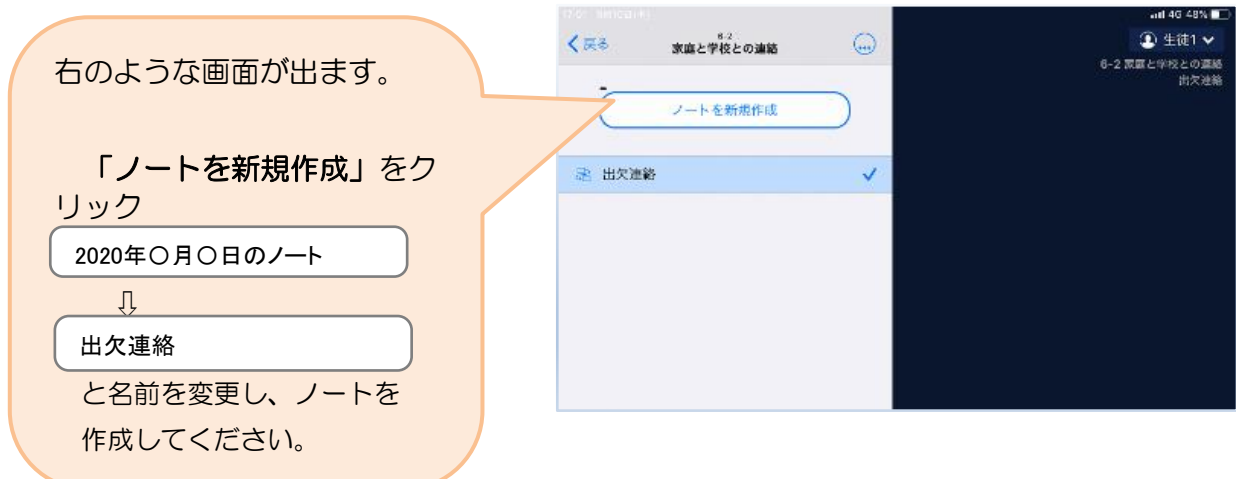 右のような画面が出ます。
「ノートを新規作成」をク
リック
2020年〇月〇日のノート
⇩
出欠連絡
と名前を変更し、ノートを
作成してください。
4G 48%
戻る
6-2
家庭と学校との連絡
生徒1
6-2 家庭と学校との連絡
出欠連絡
ノートを新規作成
出欠連絡